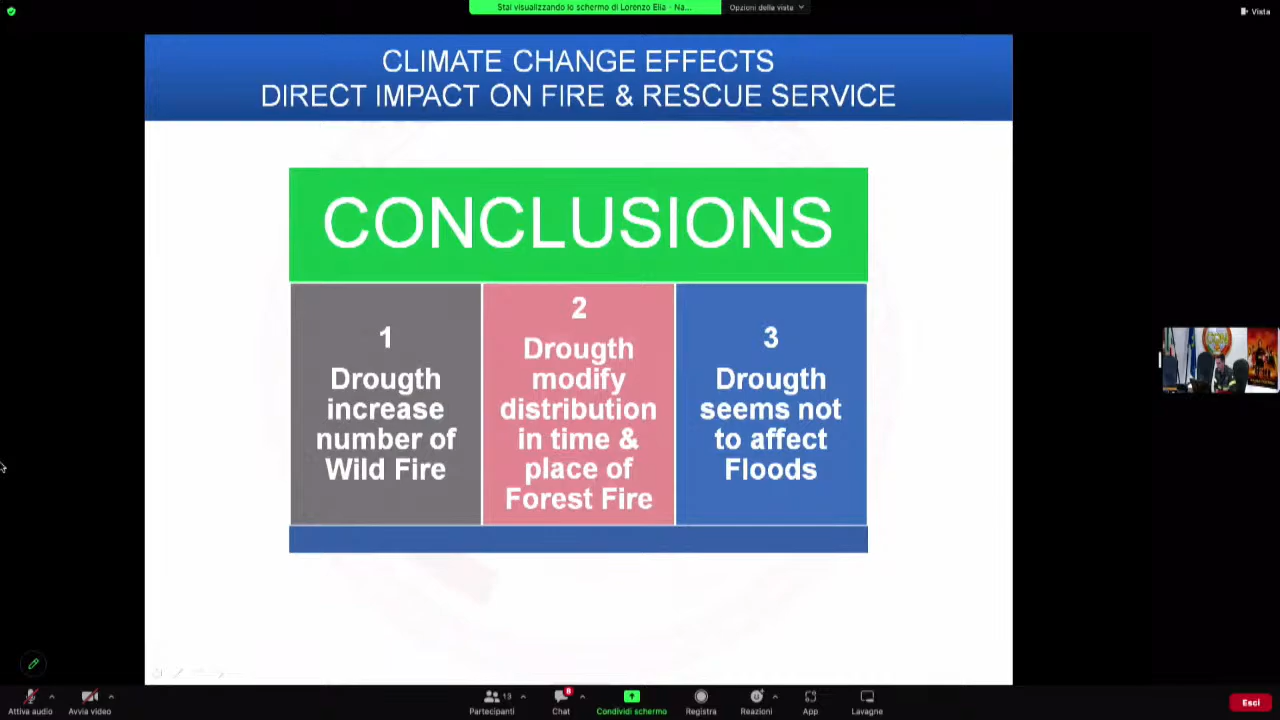 Stai visualizzando lo schermo di Lorenzo Elia - Na...
Opzioni della vista
Vista
CLIMATE CHANGE EFFECTS
DIRECT IMPACT ON FIRE & RESCUE SERVICE
CONCLUSIONS
1
Drougth
increase
number of
Wild Fire
2
Drougth
modify
distribution
in time &
place of
Forest Fire
3
Drougth
seems not
to affect
Floods
Attiva audio
Avvia video
Partecipanti
13
Chat
8
Condividi schermo
Registra
Reazioni
App
Lavagne
Esci